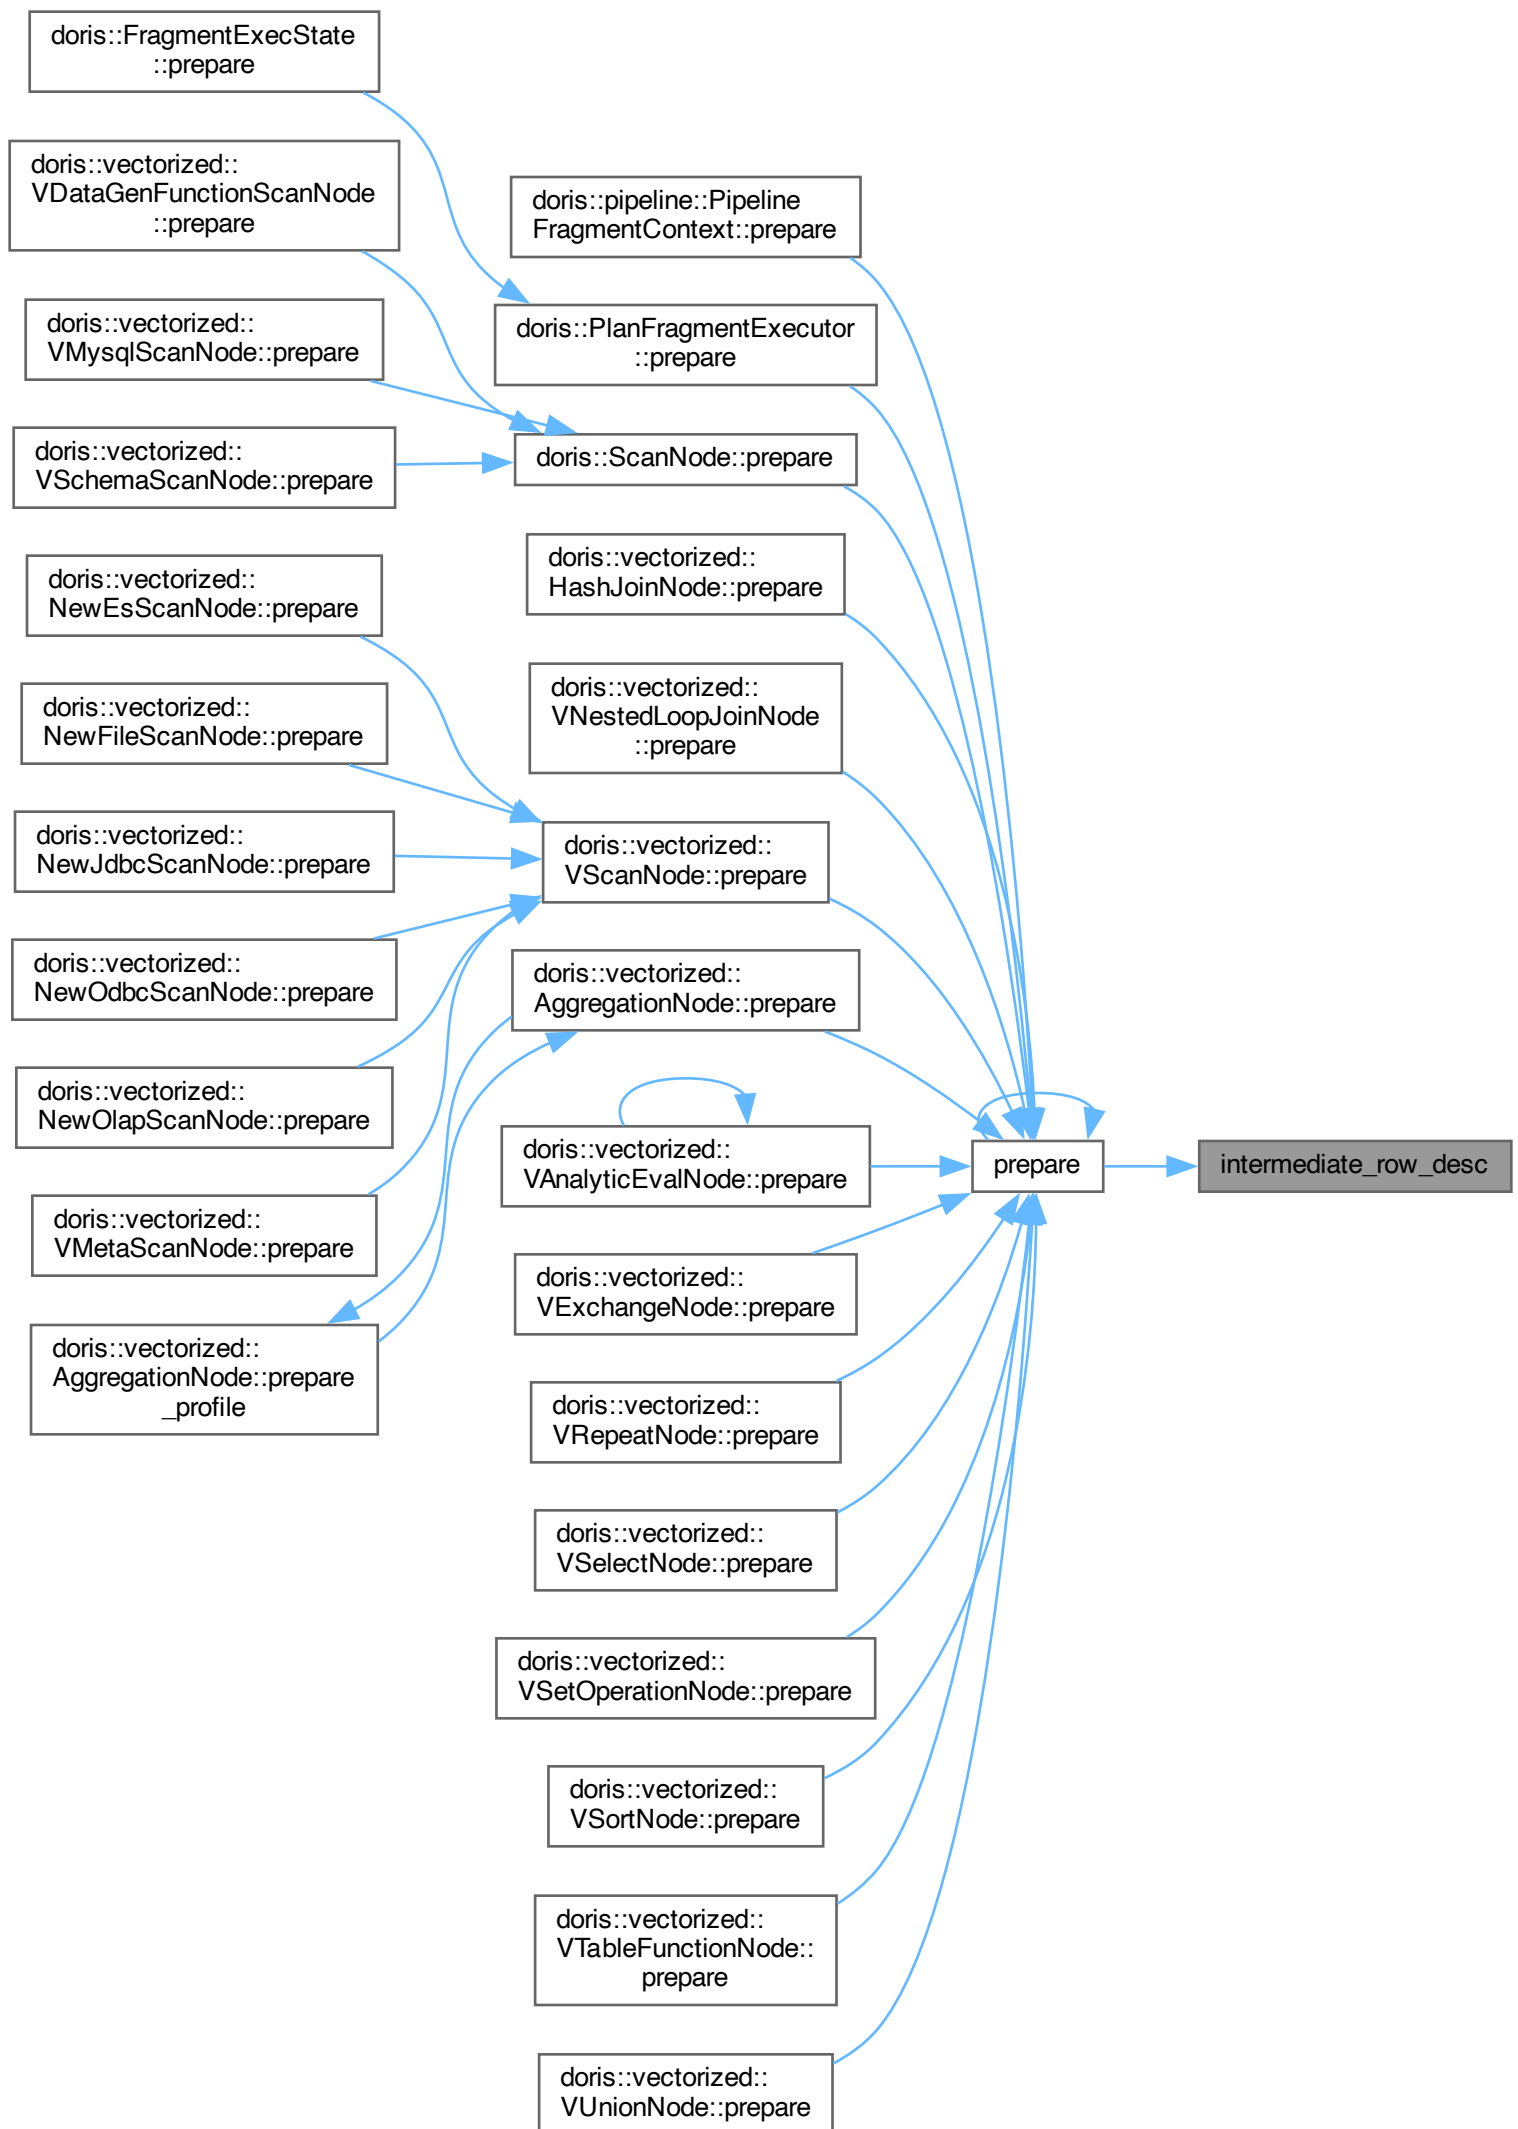 doris::FragmentExecState
::prepare
doris::vectorized::
VDataGenFunctionScanNode
::prepare
doris::vectorized::
VMysqlScanNode::prepare
doris::vectorized::
VSchemaScanNode::prepare
doris::vectorized::
NewEsScanNode::prepare
doris::vectorized::
NewFileScanNode::prepare
doris::vectorized::
NewJdbcScanNode::prepare
doris::vectorized::
NewOdbcScanNode::prepare
doris::vectorized::
NewOlapScanNode::prepare
doris::vectorized::
VMetaScanNode::prepare
doris::vectorized::
AggregationNode::prepare
_profile
doris::pipeline::Pipeline
FragmentContext::prepare
doris::PlanFragmentExecutor
::prepare
doris::ScanNode::prepare
doris::vectorized::
HashJoinNode::prepare
doris::vectorized::
VNestedLoopJoinNode
::prepare
doris::vectorized::
VScanNode::prepare
doris::vectorized::
AggregationNode::prepare
doris::vectorized::
VAnalyticEvalNode::prepare
doris::vectorized::
VExchangeNode::prepare
doris::vectorized::
VRepeatNode::prepare
doris::vectorized::
VSelectNode::prepare
doris::vectorized::
VSetOperationNode::prepare
doris::vectorized::
VSortNode::prepare
doris::vectorized::
VTableFunctionNode::
prepare
doris::vectorized::
VUnionNode::prepare
prepare
intermediate_row_desc